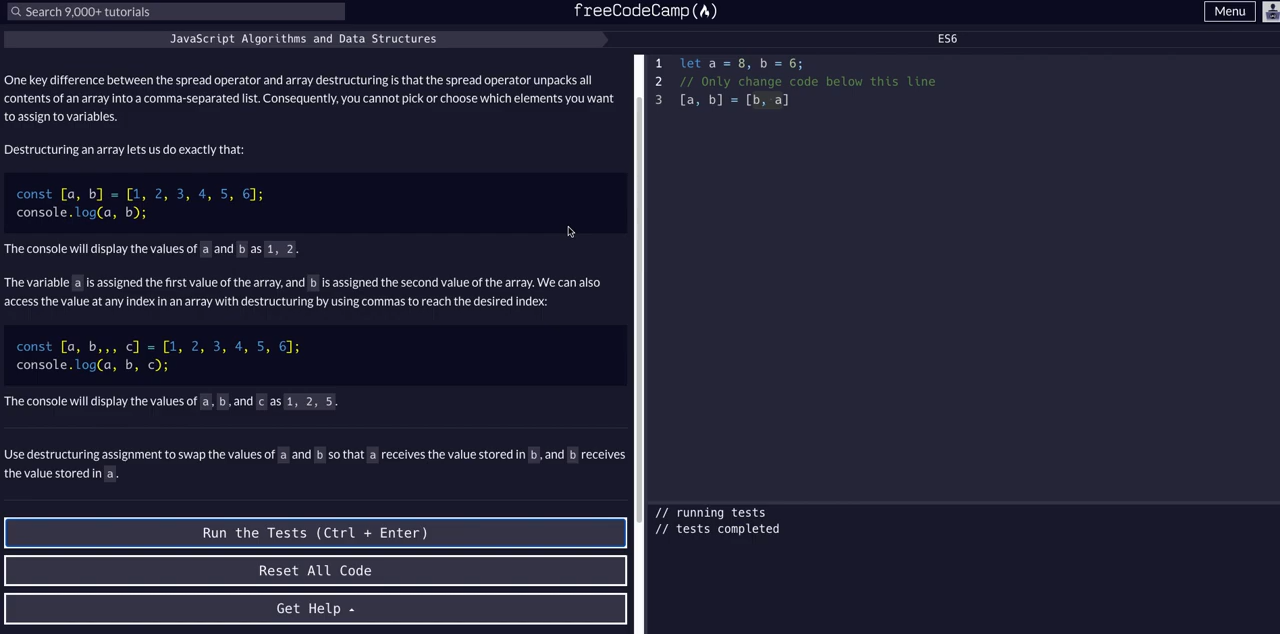 Search 9,000+ tutorials
freeCodeCamp
Menu
JavaScript Algorithms and Data Structures
ES6
One key difference between the spread operator and array destructuring is that the spread operator unpacks all
contents of an array into a comma-separated list. Consequently, you cannot pick or choose which elements you want
to assign to variables.
Destructuring an array lets us do exactly that:
const [a, b] = [1, 2, 3, 4, 5, 6];
console.log(a, b);
The console will display the values of a and b as 1, 2.
The variable a is assigned the first value of the array, and b is assigned the second value of the array. We can also
access the value at any index in an array with destructuring by using commas to reach the desired index:
const [a, b,,, c] = [1, 2, 3, 4, 5, 6];
console.log(a, b, c);
The console will display the values of a, b, and c as 1, 2, 5.
Use destructuring assignment to swap the values of a and b so that a receives the value stored in b, and b receives
the value stored in a.
Run the Tests (Ctrl + Enter)
Reset All Code
Get Help
1 let a = 8, b = 6;
2 // Only change code below this line
3 [a, b] = [b, a]
// running tests
// tests completed